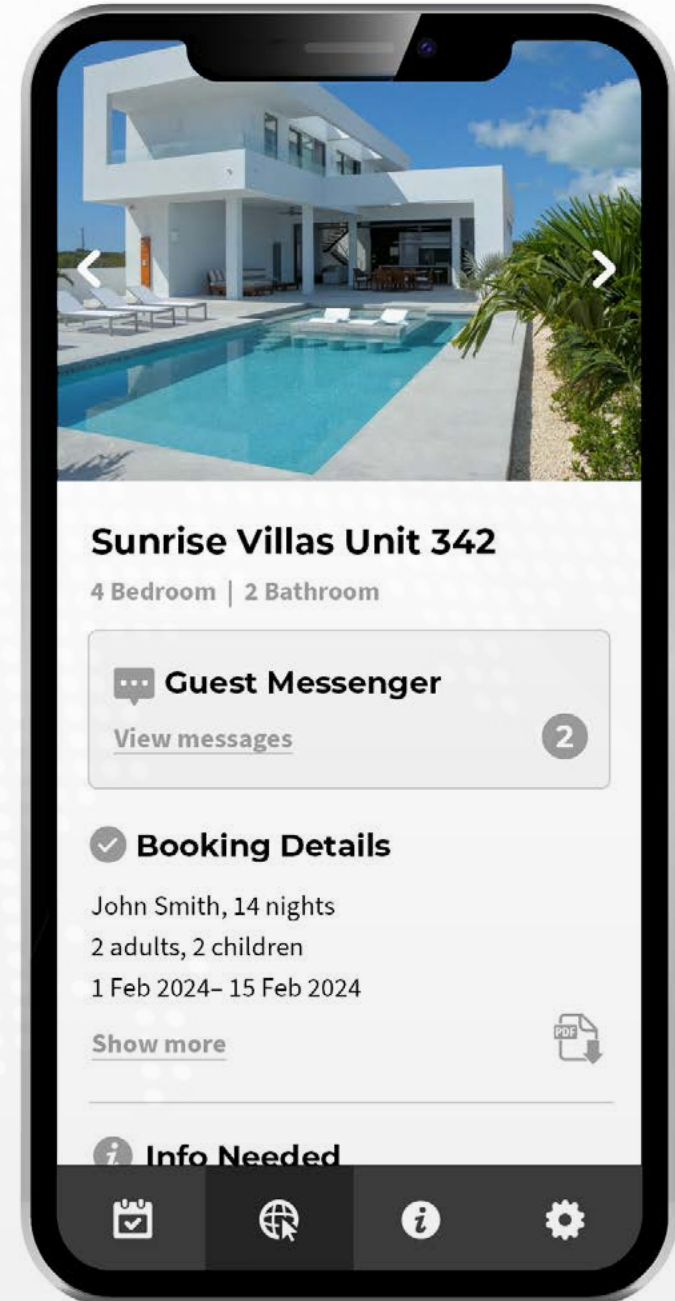 Sunrise Villas Unit 342
4 Bedroom | 2 Bathroom
Guest Messenger
View messages
2
Booking Details
John Smith, 14 nights
2 adults, 2 children
1 Feb 2024– 15 Feb 2024
Show more
PDF
Info Needed